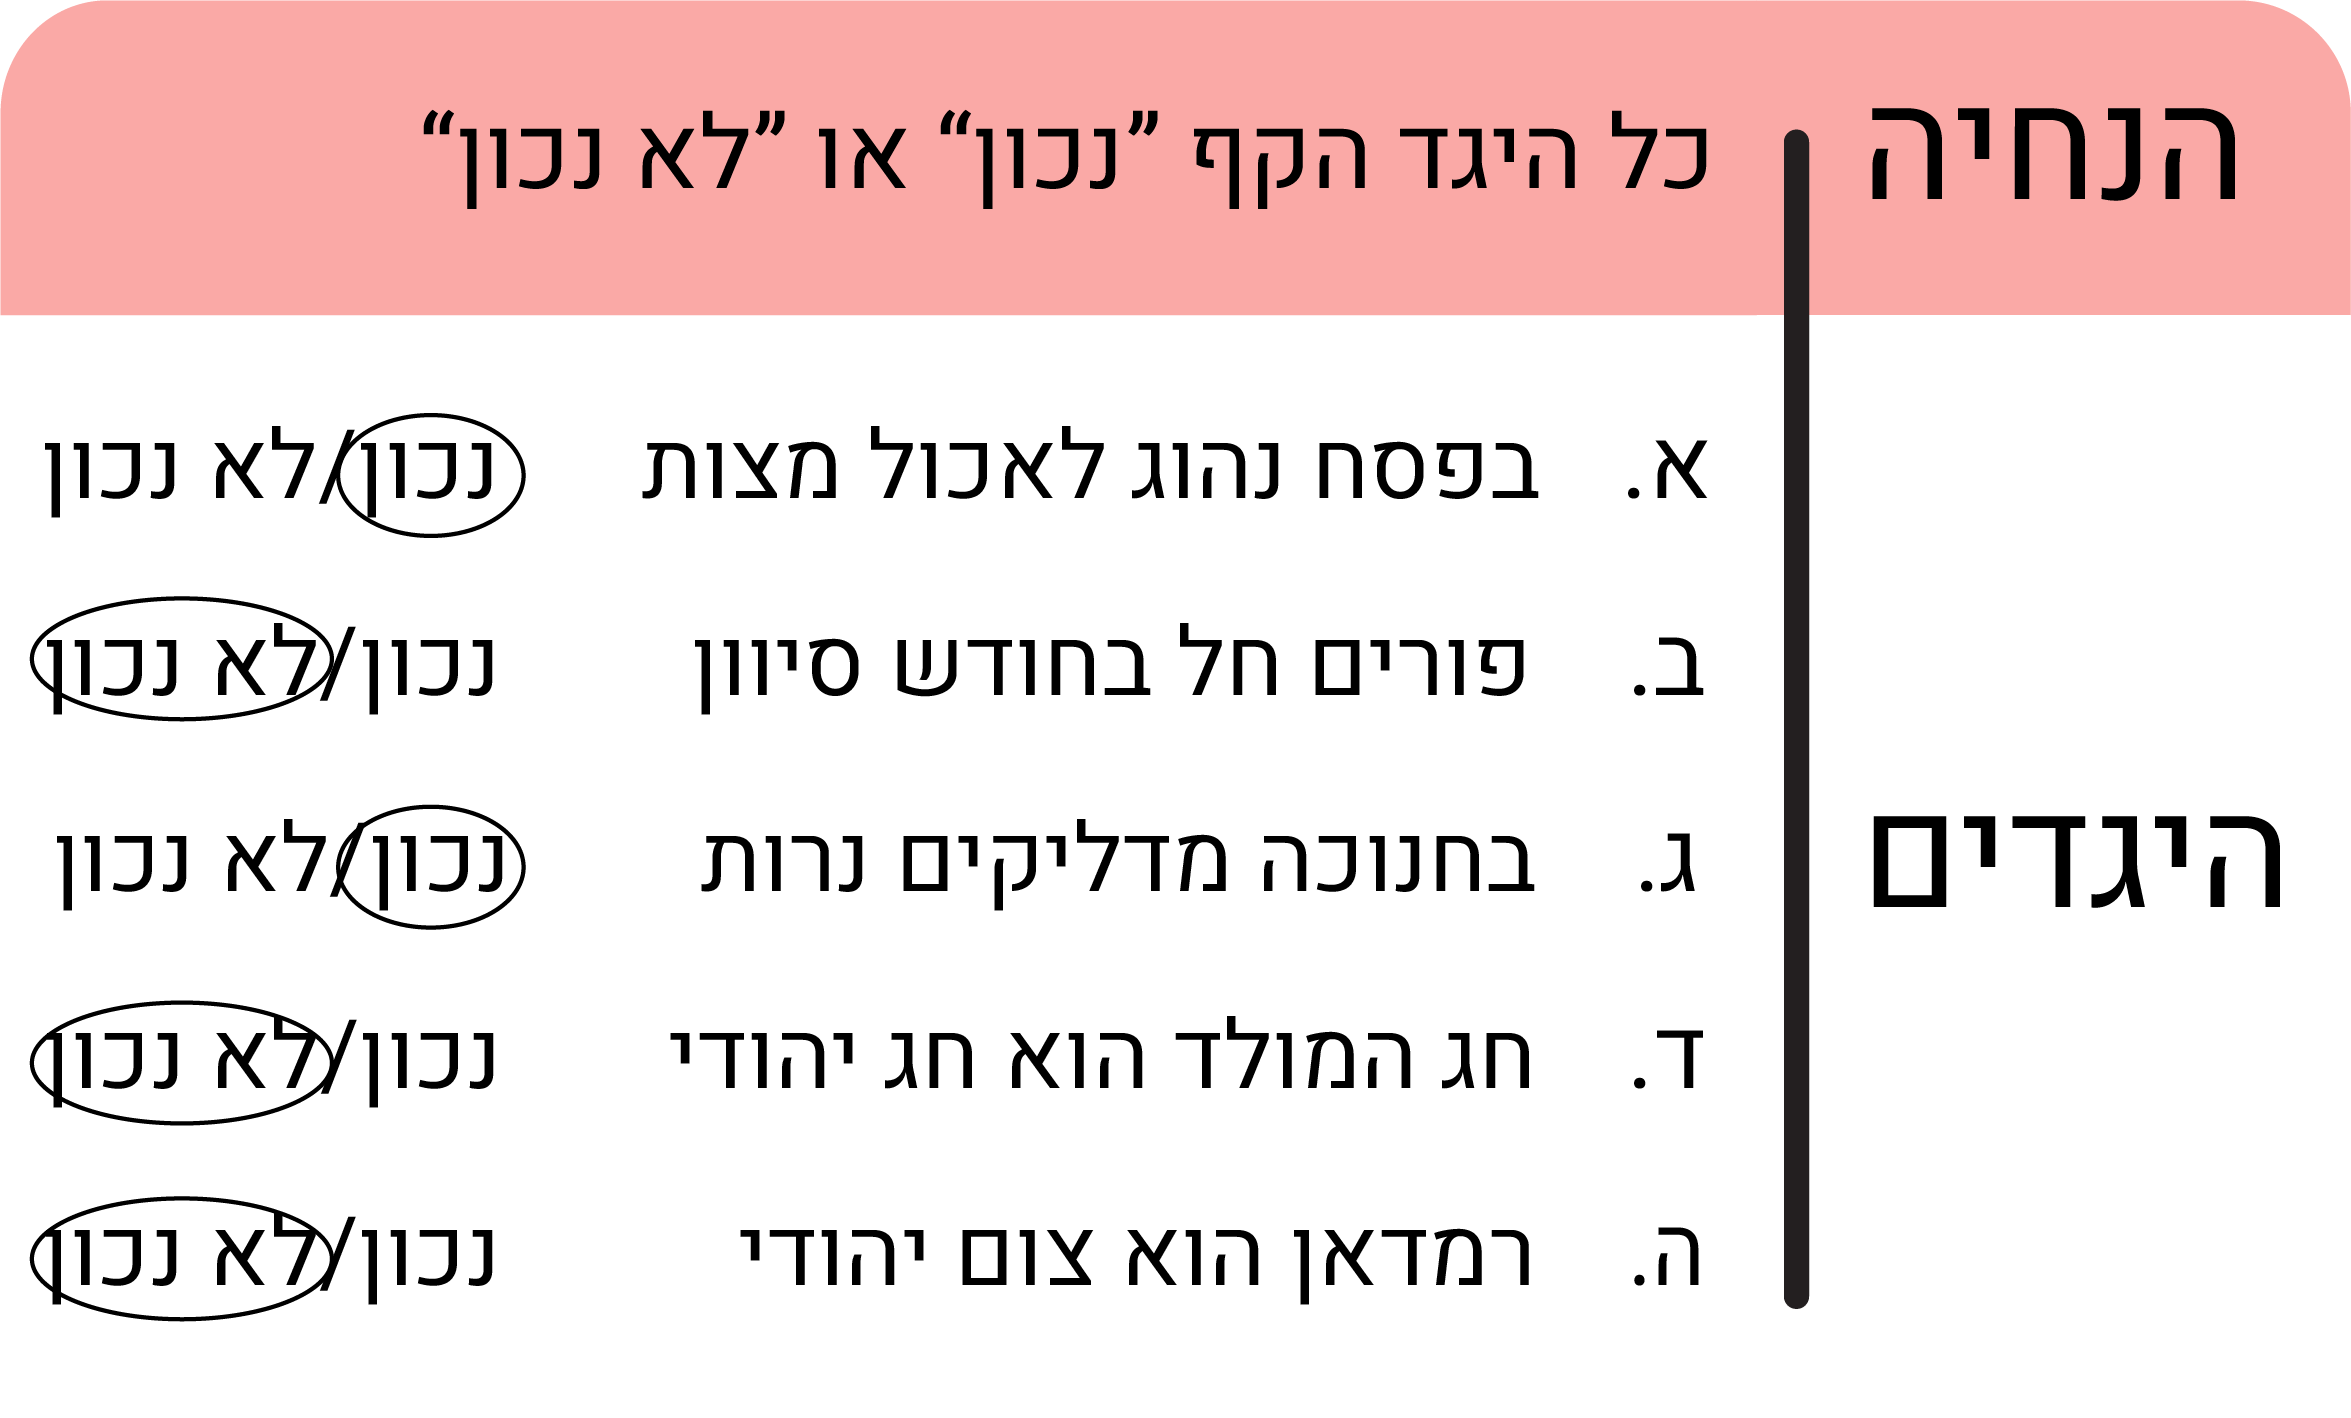 הנחיה
כל היגד הקף ”נכון“ או ”לא נכון“
היגדים
א. בפסח נהוג לאכול מצות נכון/לא נכון
ב. פורים חל בחודש סיוון נכון/לא נכון
ג. בחנוכה מדליקים נרות נכון/לא נכון
ד. חג המולד הוא חג יהודי נכון/לא נכון
ה. רמדאן הוא צום יהודי נכון/לא נכון